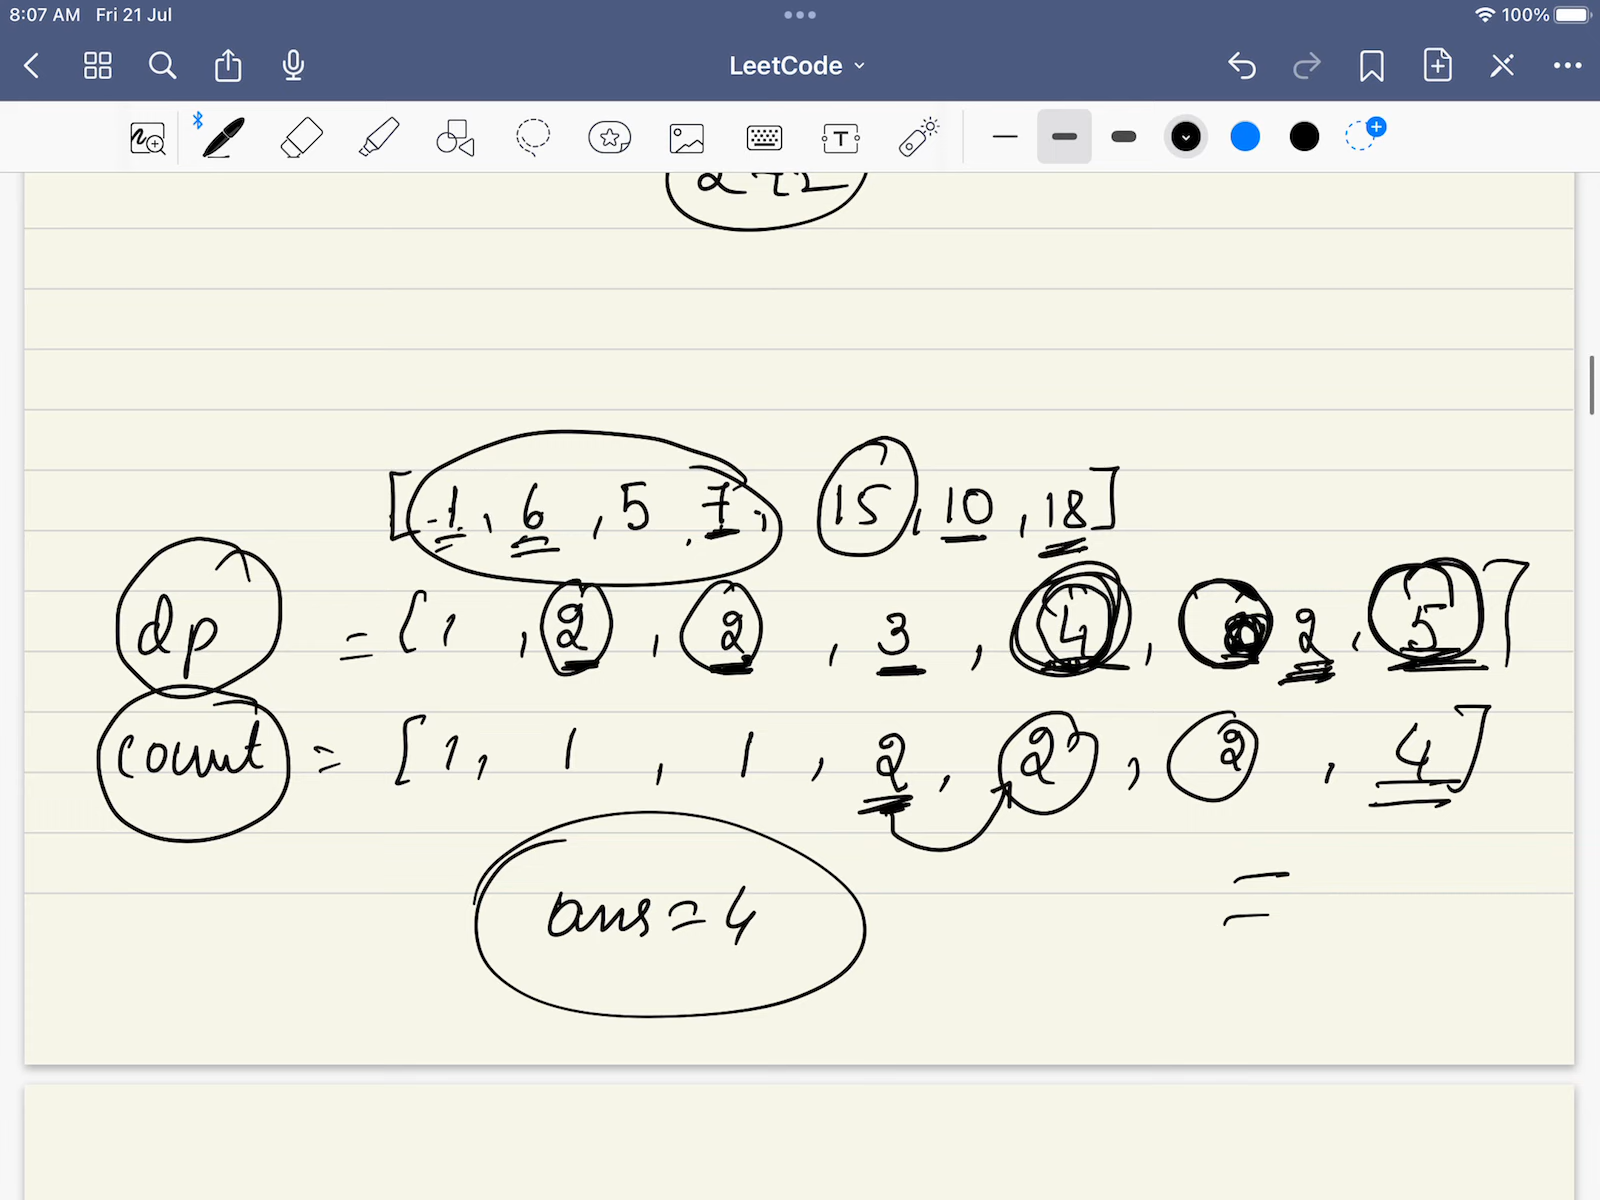 8:07 AM Fri 21 Jul
100%
LeetCode
T
[1, 6, 5, 7, 15, 10, 18]
dp = [1, 2, 2, 3, 4, 2, 5]
count = [1, 1, 1, 2, 2, 2, 4]
ans = 4
=